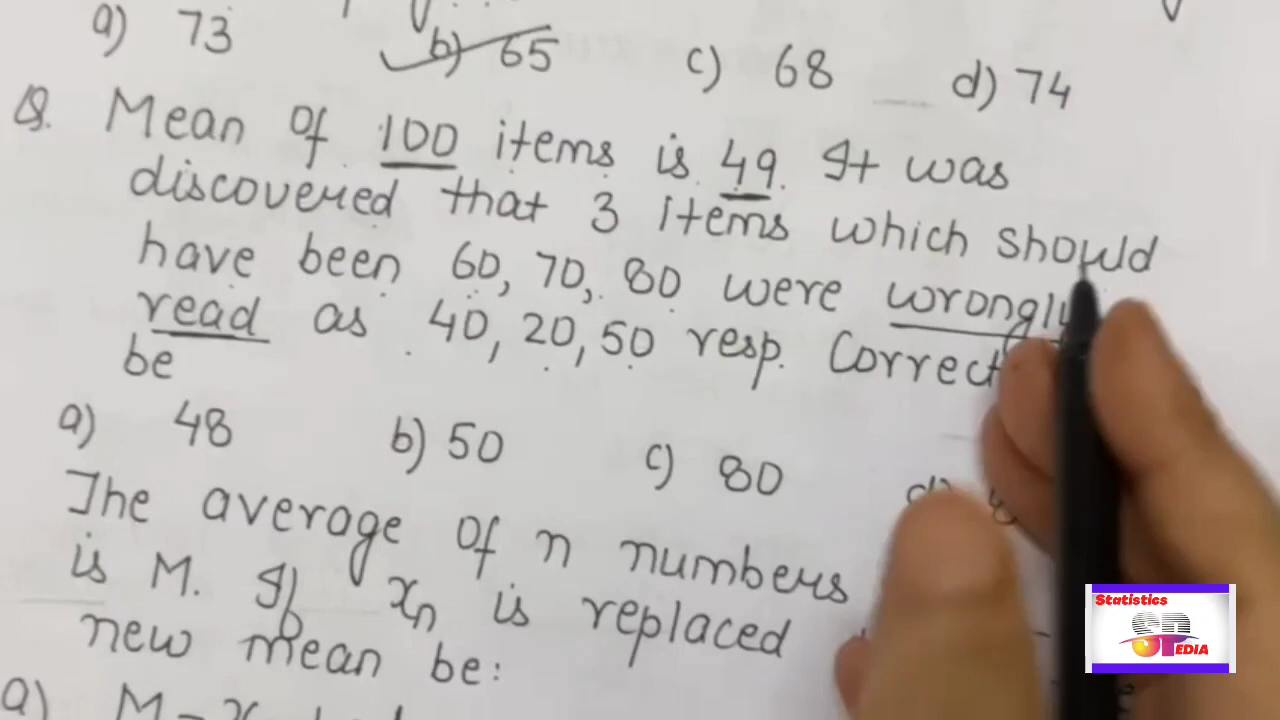 a) 73 b) 65 c) 68 d) 74
Q. Mean of 100 items is 49. It was
discovered that 3 items which should
have been 60, 70, 80 were wrongly
read as 40, 20, 50 resp. Correct
be
a) 48 b) 50 c) 80 d)
The average of n numbers
is M. If xn is replaced
new mean be:
a) M -
Statistics
PEDIA